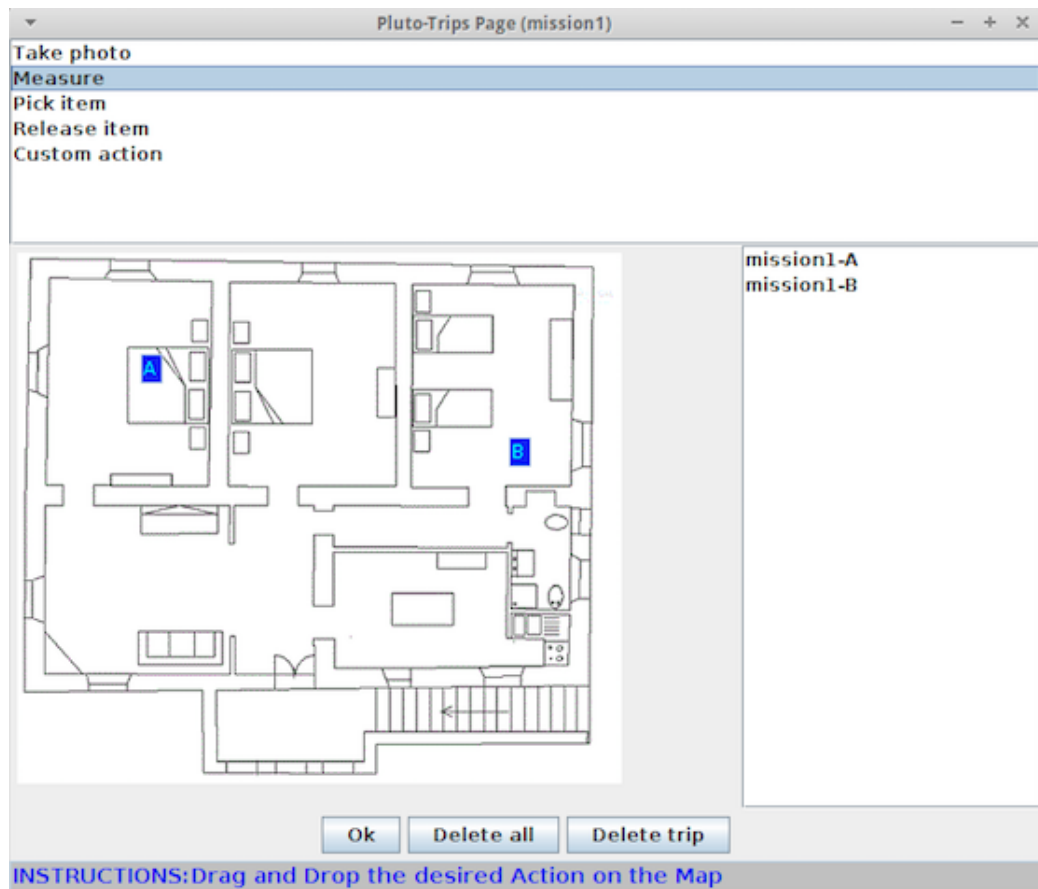 Pluto-Trips Page (mission1)
Take photo
Measure
Pick item
Release item
Custom action
mission1-A
mission1-B
A
B
Ok
Delete all
Delete trip
INSTRUCTIONS:Drag and Drop the desired Action on the Map